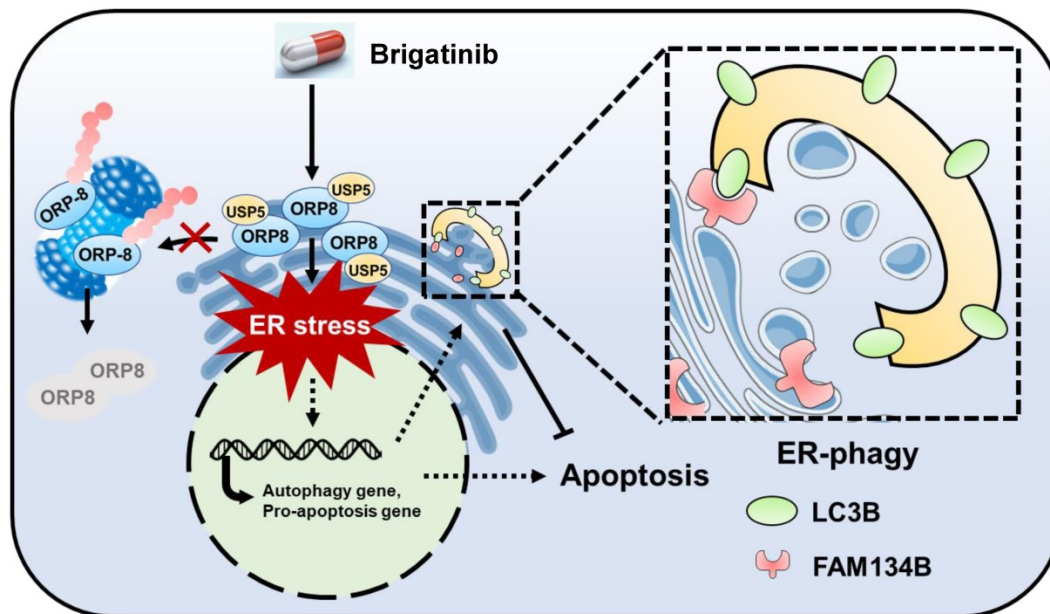 Brigatinib
ORP-8
ORP-8
USP5
ORP8
USP5
ORP8
ORP8
USP5
ER stress
ORP8
ORP8
Autophagy gene,
Pro-apoptosis gene
Apoptosis
ER-phagy
LC3B
FAM134B